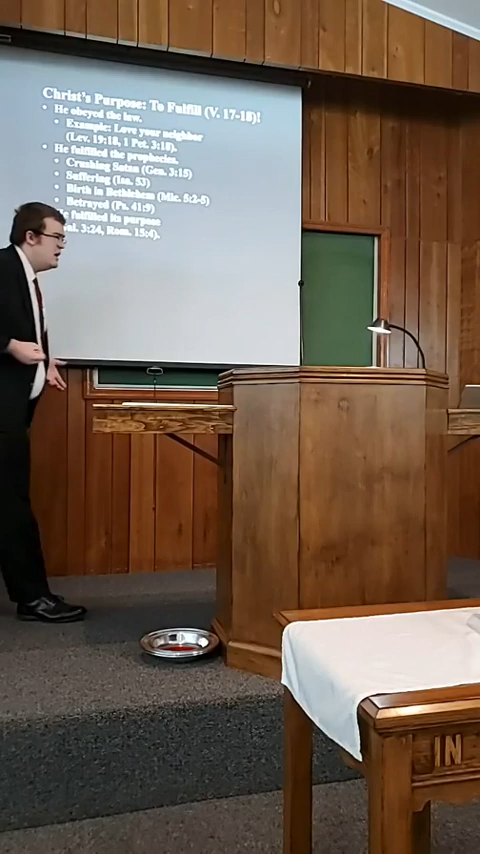 Christ's Purpose: To Fulfill (V. 17-18)!
• He obeyed the law.
• Example: Love your neighbor
(Lev. 19:18, 1 Pet. 3:18).
• He fulfilled the prophecies.
• Crushing Satan (Gen. 3:15)
• Suffering (Isa. 53)
• Birth in Bethlehem (Mic. 5:2-5)
• Betrayed (Ps. 41:9)
fulfilled its purpose
3:24, Rom. 15:4).
IN